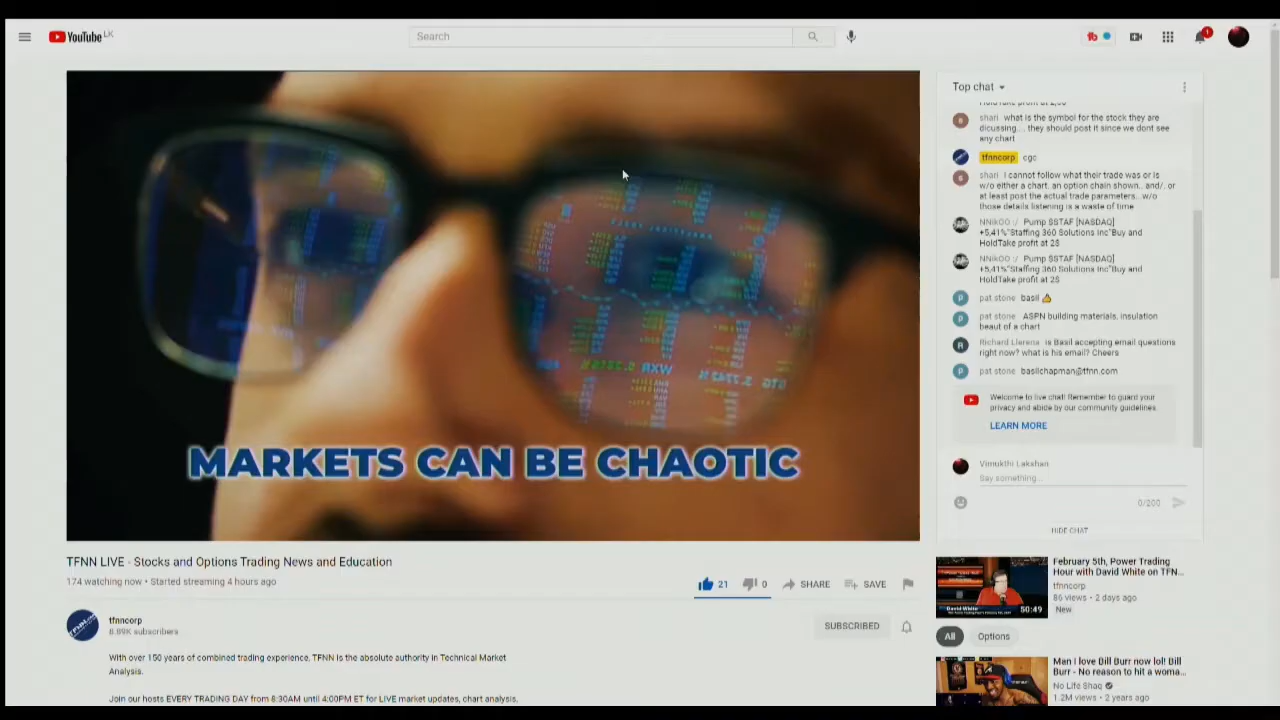 YouTube LK
Search
1
MARKETS CAN BE CHAOTIC
WXR
TFNN LIVE - Stocks and Options Trading News and Education
174 watching now • Started streaming 4 hours ago
21
0
SHARE
SAVE
tfnncorp
8.89K subscribers
SUBSCRIBED
With over 150 years of combined trading experience, TFNN is the absolute authority in Technical Market
Analysis.
Join our hosts EVERY TRADING DAY from 8:30AM until 4:00PM ET for LIVE market updates, chart analysis,
Top chat
shari what is the symbol for the stock they are
dicussing.... they should post it since we dont see
any chart
tfnncorp cgc
shari I cannot follow what their trade was or is
w/o either a chart, an option chain shown.. and/. or
at least post the actual trade parameters...w/o
those details listening is a waste of time
NNikOO :/ Pump $STAF [NASDAQ]
+5,41%"Staffing 360 Solutions Inc"Buy and
HoldTake profit at 2$
NNikOO :/ Pump $STAF [NASDAQ]
+5,41%"Staffing 360 Solutions Inc"Buy and
HoldTake profit at 2$
pat stone basil 👍
pat stone ASPN building materials, insulation
beaut of a chart
Richard Llerena is Basil accepting email questions
right now? what is his email? Cheers
pat stone basilchapman@tfnn.com
Welcome to live chat! Remember to guard your
privacy and abide by our community guidelines.
LEARN MORE
Vimukthi Lakshan
Say something...
0/200
HIDE CHAT
David White
50:49
February 5th, Power Trading
Hour with David White on TFN...
tfnncorp
86 views • 2 days ago
New
All
Options
Man I love Bill Burr now lol! Bill
Burr - No reason to hit a woma...
No Life Shaq
1.2M views • 2 years ago